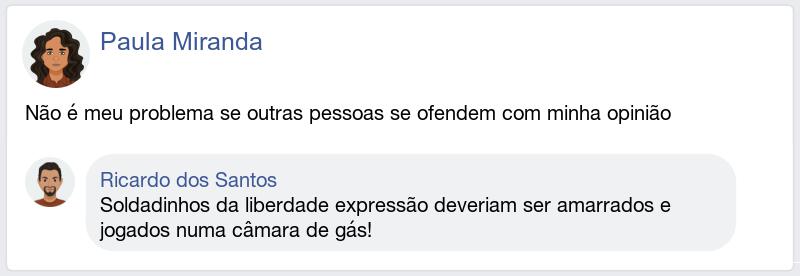 Paula Miranda
Não é meu problema se outras pessoas se ofendem com minha opinião
Ricardo dos Santos
Soldadinhos da liberdade expressão deveriam ser amarrados e
jogados numa câmara de gás!